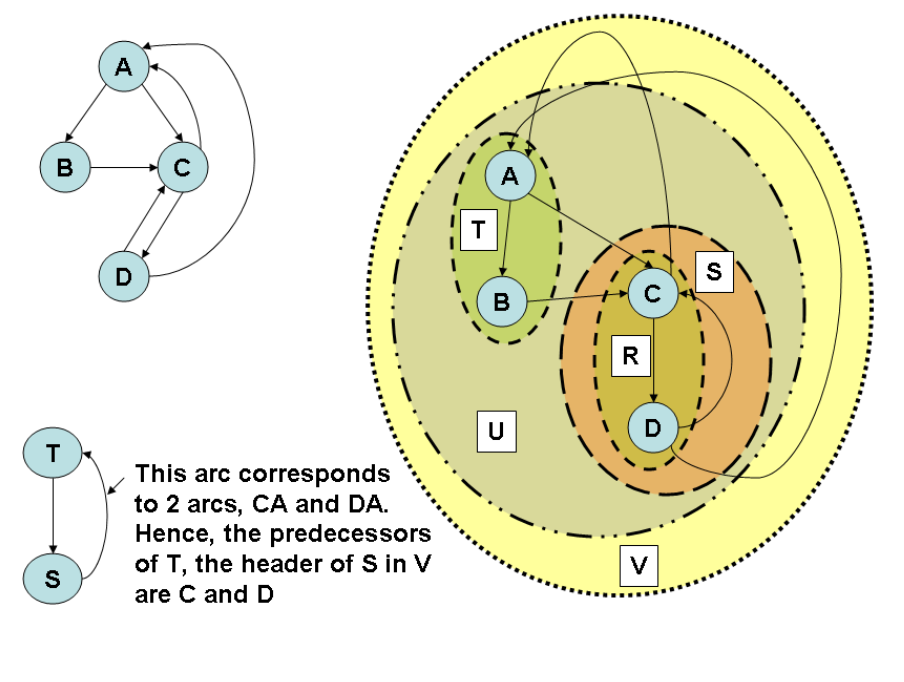 A
B
C
D
A
T
S
B
C
R
D
U
T
This arc corresponds
to 2 arcs, CA and DA.
Hence, the predecessors
of T, the header of S in V
are C and D
S
V